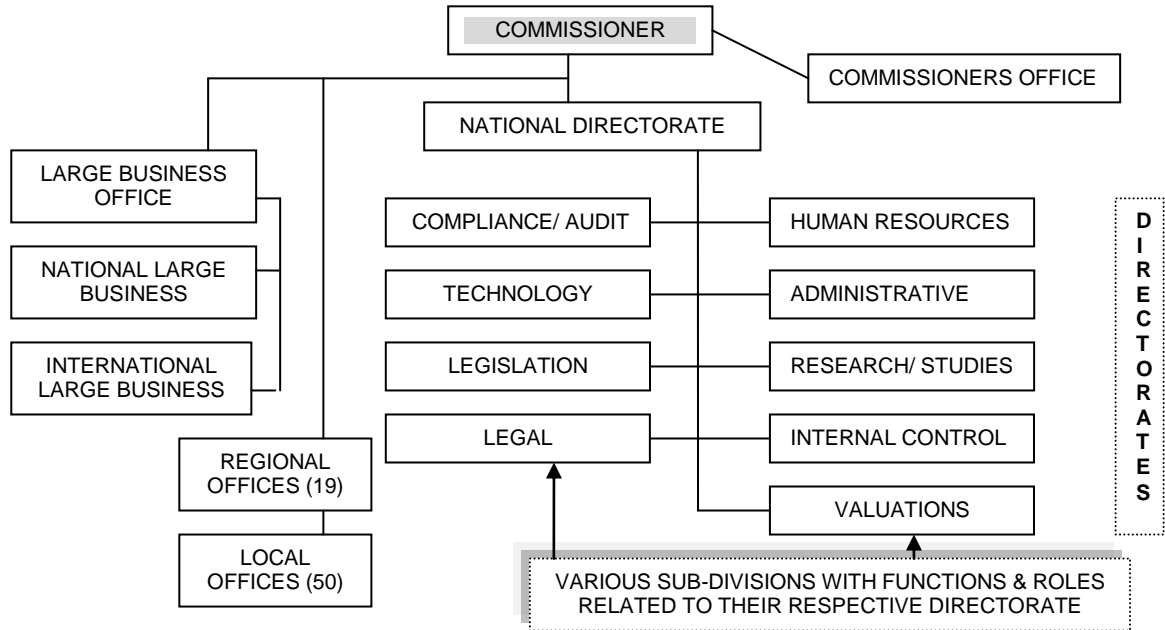 COMMISSIONER
COMMISSIONERS OFFICE
NATIONAL DIRECTORATE
LARGE BUSINESS
OFFICE
NATIONAL LARGE
BUSINESS
INTERNATIONAL
LARGE BUSINESS
REGIONAL
OFFICES (19)
LOCAL
OFFICES (50)
COMPLIANCE/ AUDIT
HUMAN RESOURCES
TECHNOLOGY
ADMINISTRATIVE
LEGISLATION
RESEARCH/ STUDIES
LEGAL
INTERNAL CONTROL
VALUATIONS
VARIOUS SUB-DIVISIONS WITH FUNCTIONS & ROLES
RELATED TO THEIR RESPECTIVE DIRECTORATE
D
I
R
E
C
T
O
R
A
T
E
S